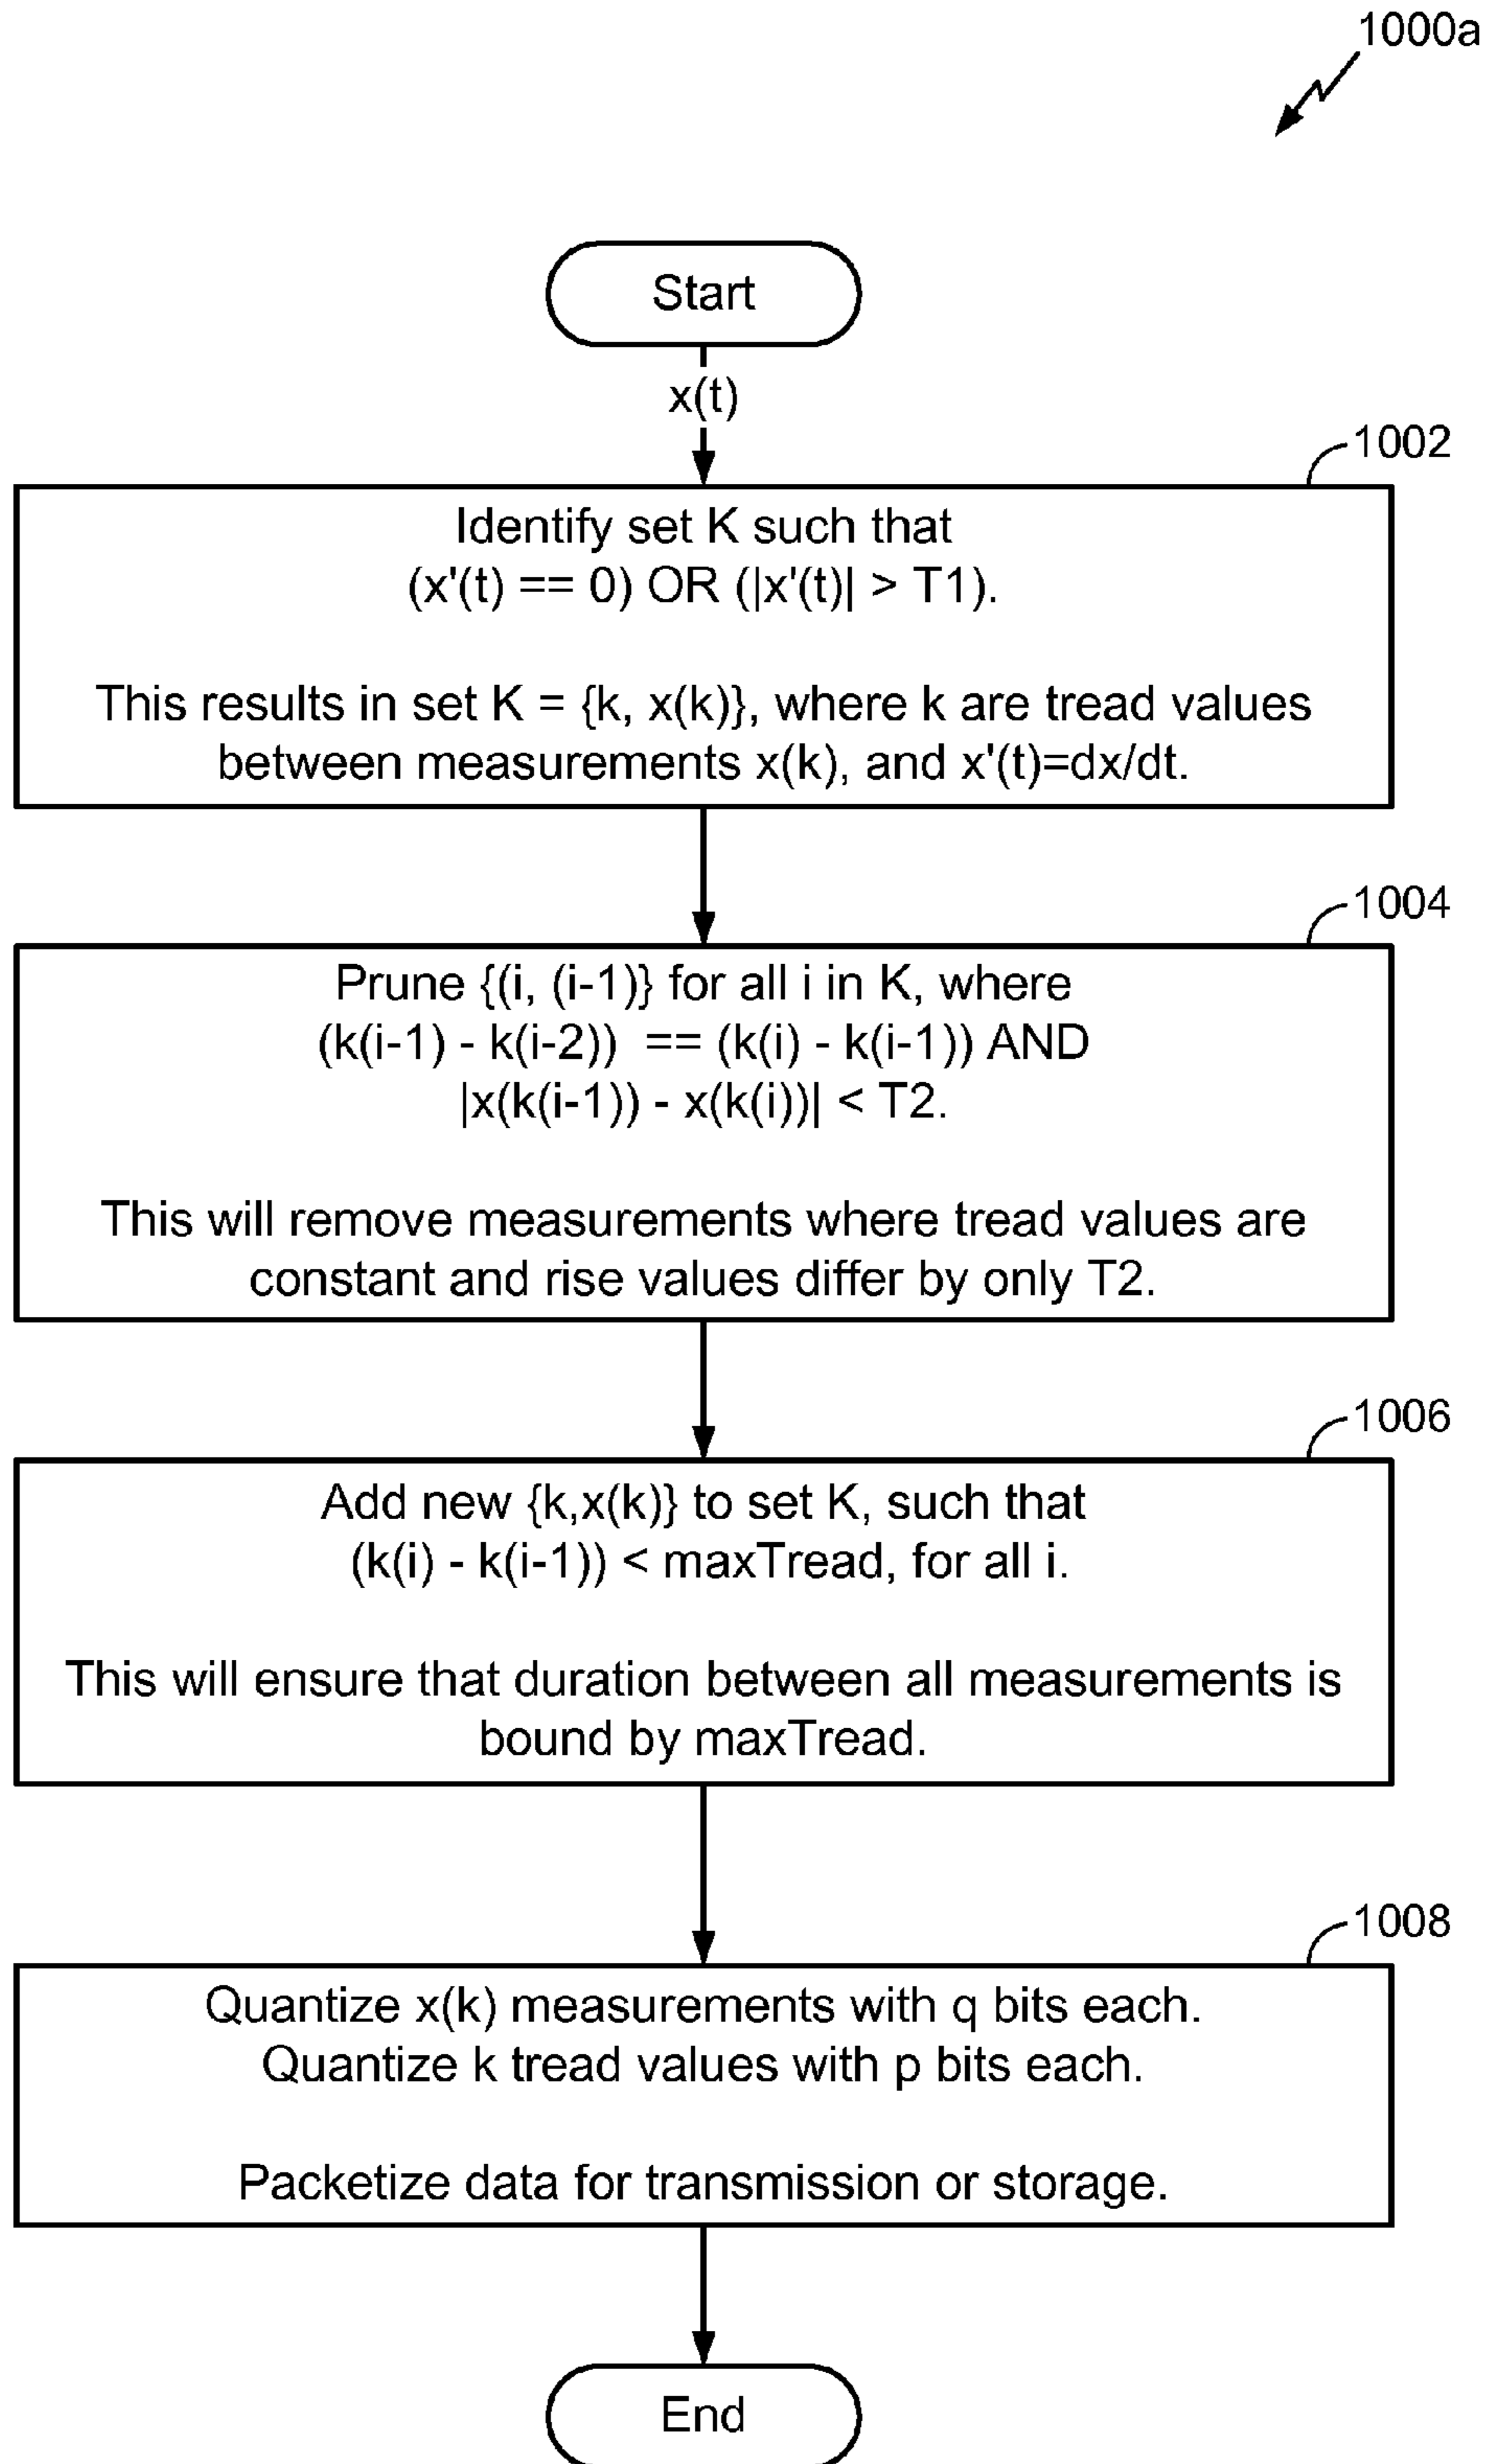 1000a
Start
x(t)
1002
Identify set K such that
(x'(t) == 0) OR (|x'(t)| > T1).
This results in set K = {k, x(k)}, where k are tread values
between measurements x(k), and x'(t)=dx/dt.
1004
Prune {(i, (i-1)} for all i in K, where
(k(i-1) - k(i-2))  == (k(i) - k(i-1)) AND
|x(k(i-1)) - x(k(i))| < T2.
This will remove measurements where tread values are
constant and rise values differ by only T2.
1006
Add new {k,x(k)} to set K, such that
(k(i) - k(i-1)) < maxTread, for all i.
This will ensure that duration between all measurements is
bound by maxTread.
1008
Quantize x(k) measurements with q bits each.
Quantize k tread values with p bits each.
Packetize data for transmission or storage.
End